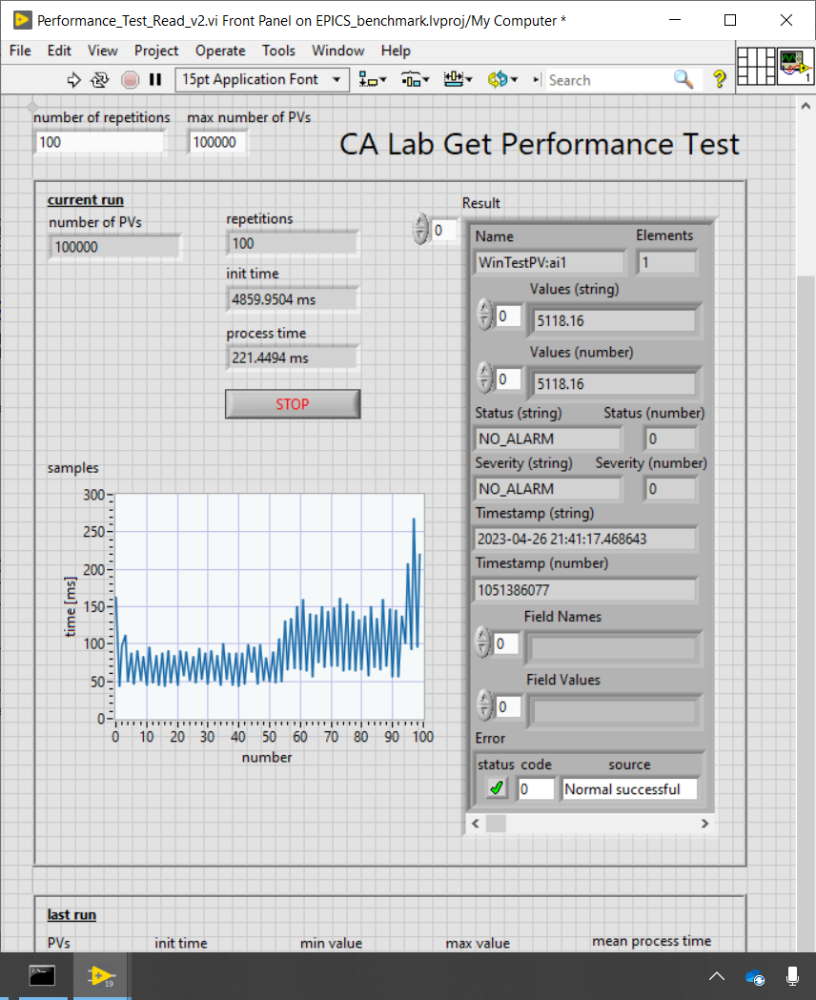 Performance_Test_Read_v2.vi Front Panel on EPICS_benchmark.lvproj/My Computer *
File Edit View Project Operate Tools Window Help
15pt Application Font Search ? 1
number of repetitions max number of PVs
100 100000
CA Lab Get Performance Test
current run
number of PVs
100000
repetitions
100
init time
4859.9504 ms
process time
221.4494 ms
STOP
samples
time [ms]
300
250
200
150
100
50
0
0 10 20 30 40 50 60 70 80 90 100
number
Result
0
Name Elements
WinTestPV:ai1 1
Values (string)
0 5118.16
Values (number)
0 5118.16
Status (string) Status (number)
NO_ALARM 0
Severity (string) Severity (number)
NO_ALARM 0
Timestamp (string)
2023-04-26 21:41:17.468643
Timestamp (number)
1051386077
Field Names
0
Field Values
0
Error
status code source
0 Normal successful
last run
PVs init time min value max value mean process time
19